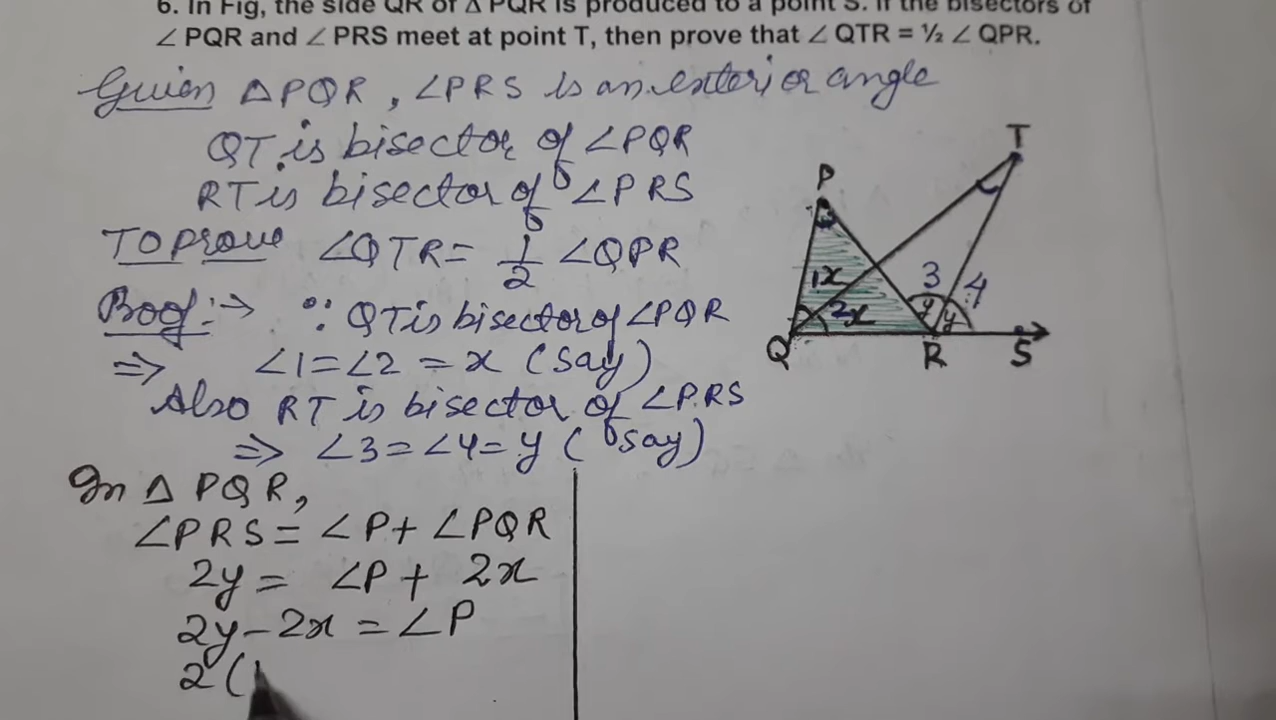 6. In Fig, the side QR of Δ PQR is produced to a point S. If the bisectors of
∠ PQR and ∠ PRS meet at point T, then prove that ∠ QTR = ½ ∠ QPR.
Given △PQR, ∠PRS is an exterior angle
QT is bisector of ∠PQR
RT is bisector of ∠PRS
TO prove ∠QTR = 1/2 ∠QPR
Proof :→ ∵ QT is bisector of ∠PQR
⇒ ∠1 = ∠2 = x (say)
Also RT is bisector of ∠PRS
⇒ ∠3 = ∠4 = y (say)
In △ PQR,
∠PRS = ∠P + ∠PQR
2y = ∠P + 2x
2y - 2x = ∠P
2 (
T
P
1 x
3
4
2 x
y
y
Q
R
S